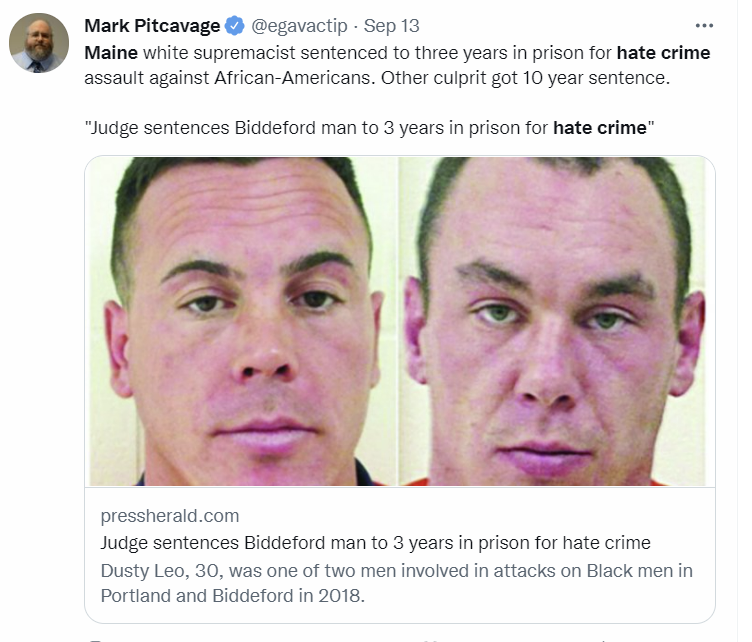 Mark Pitcavage @egavactip · Sep 13
Maine white supremacist sentenced to three years in prison for hate crime
assault against African-Americans. Other culprit got 10 year sentence.
"Judge sentences Biddeford man to 3 years in prison for hate crime"
pressherald.com
Judge sentences Biddeford man to 3 years in prison for hate crime
Dusty Leo, 30, was one of two men involved in attacks on Black men in
Portland and Biddeford in 2018.